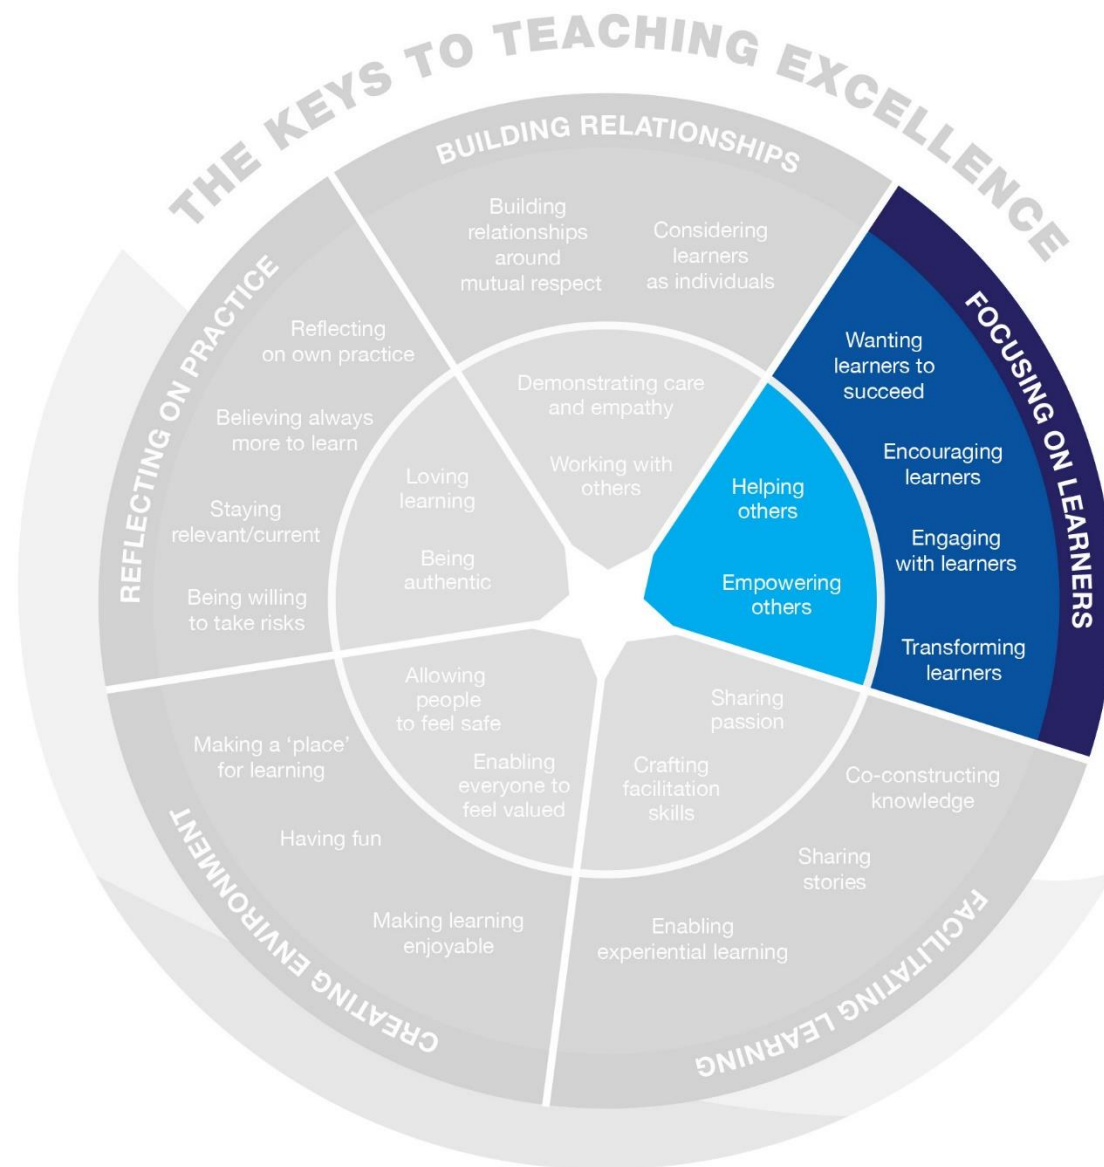 THE KEYS TO TEACHING EXCELLENCE
BUILDING RELATIONSHIPS
Building
relationships
around
mutual respect
Considering
learners
as individuals
Demonstrating care
and empathy
Working with
others
FOCUSING ON LEARNERS
Wanting
learners to
succeed
Encouraging
learners
Engaging
with learners
Transforming
learners
Helping
others
Empowering
others
FACILITATING LEARNING
Co-constructing
knowledge
Sharing
stories
Enabling
experiential learning
Sharing
passion
Crafting
facilitation
skills
CREATING ENVIRONMENT
Making a ‘place’
for learning
Having fun
Making learning
enjoyable
Allowing
people
to feel safe
Enabling
everyone to
feel valued
REFLECTING ON PRACTICE
Reflecting
on own practice
Believing always
more to learn
Staying
relevant/current
Being willing
to take risks
Loving
learning
Being
authentic